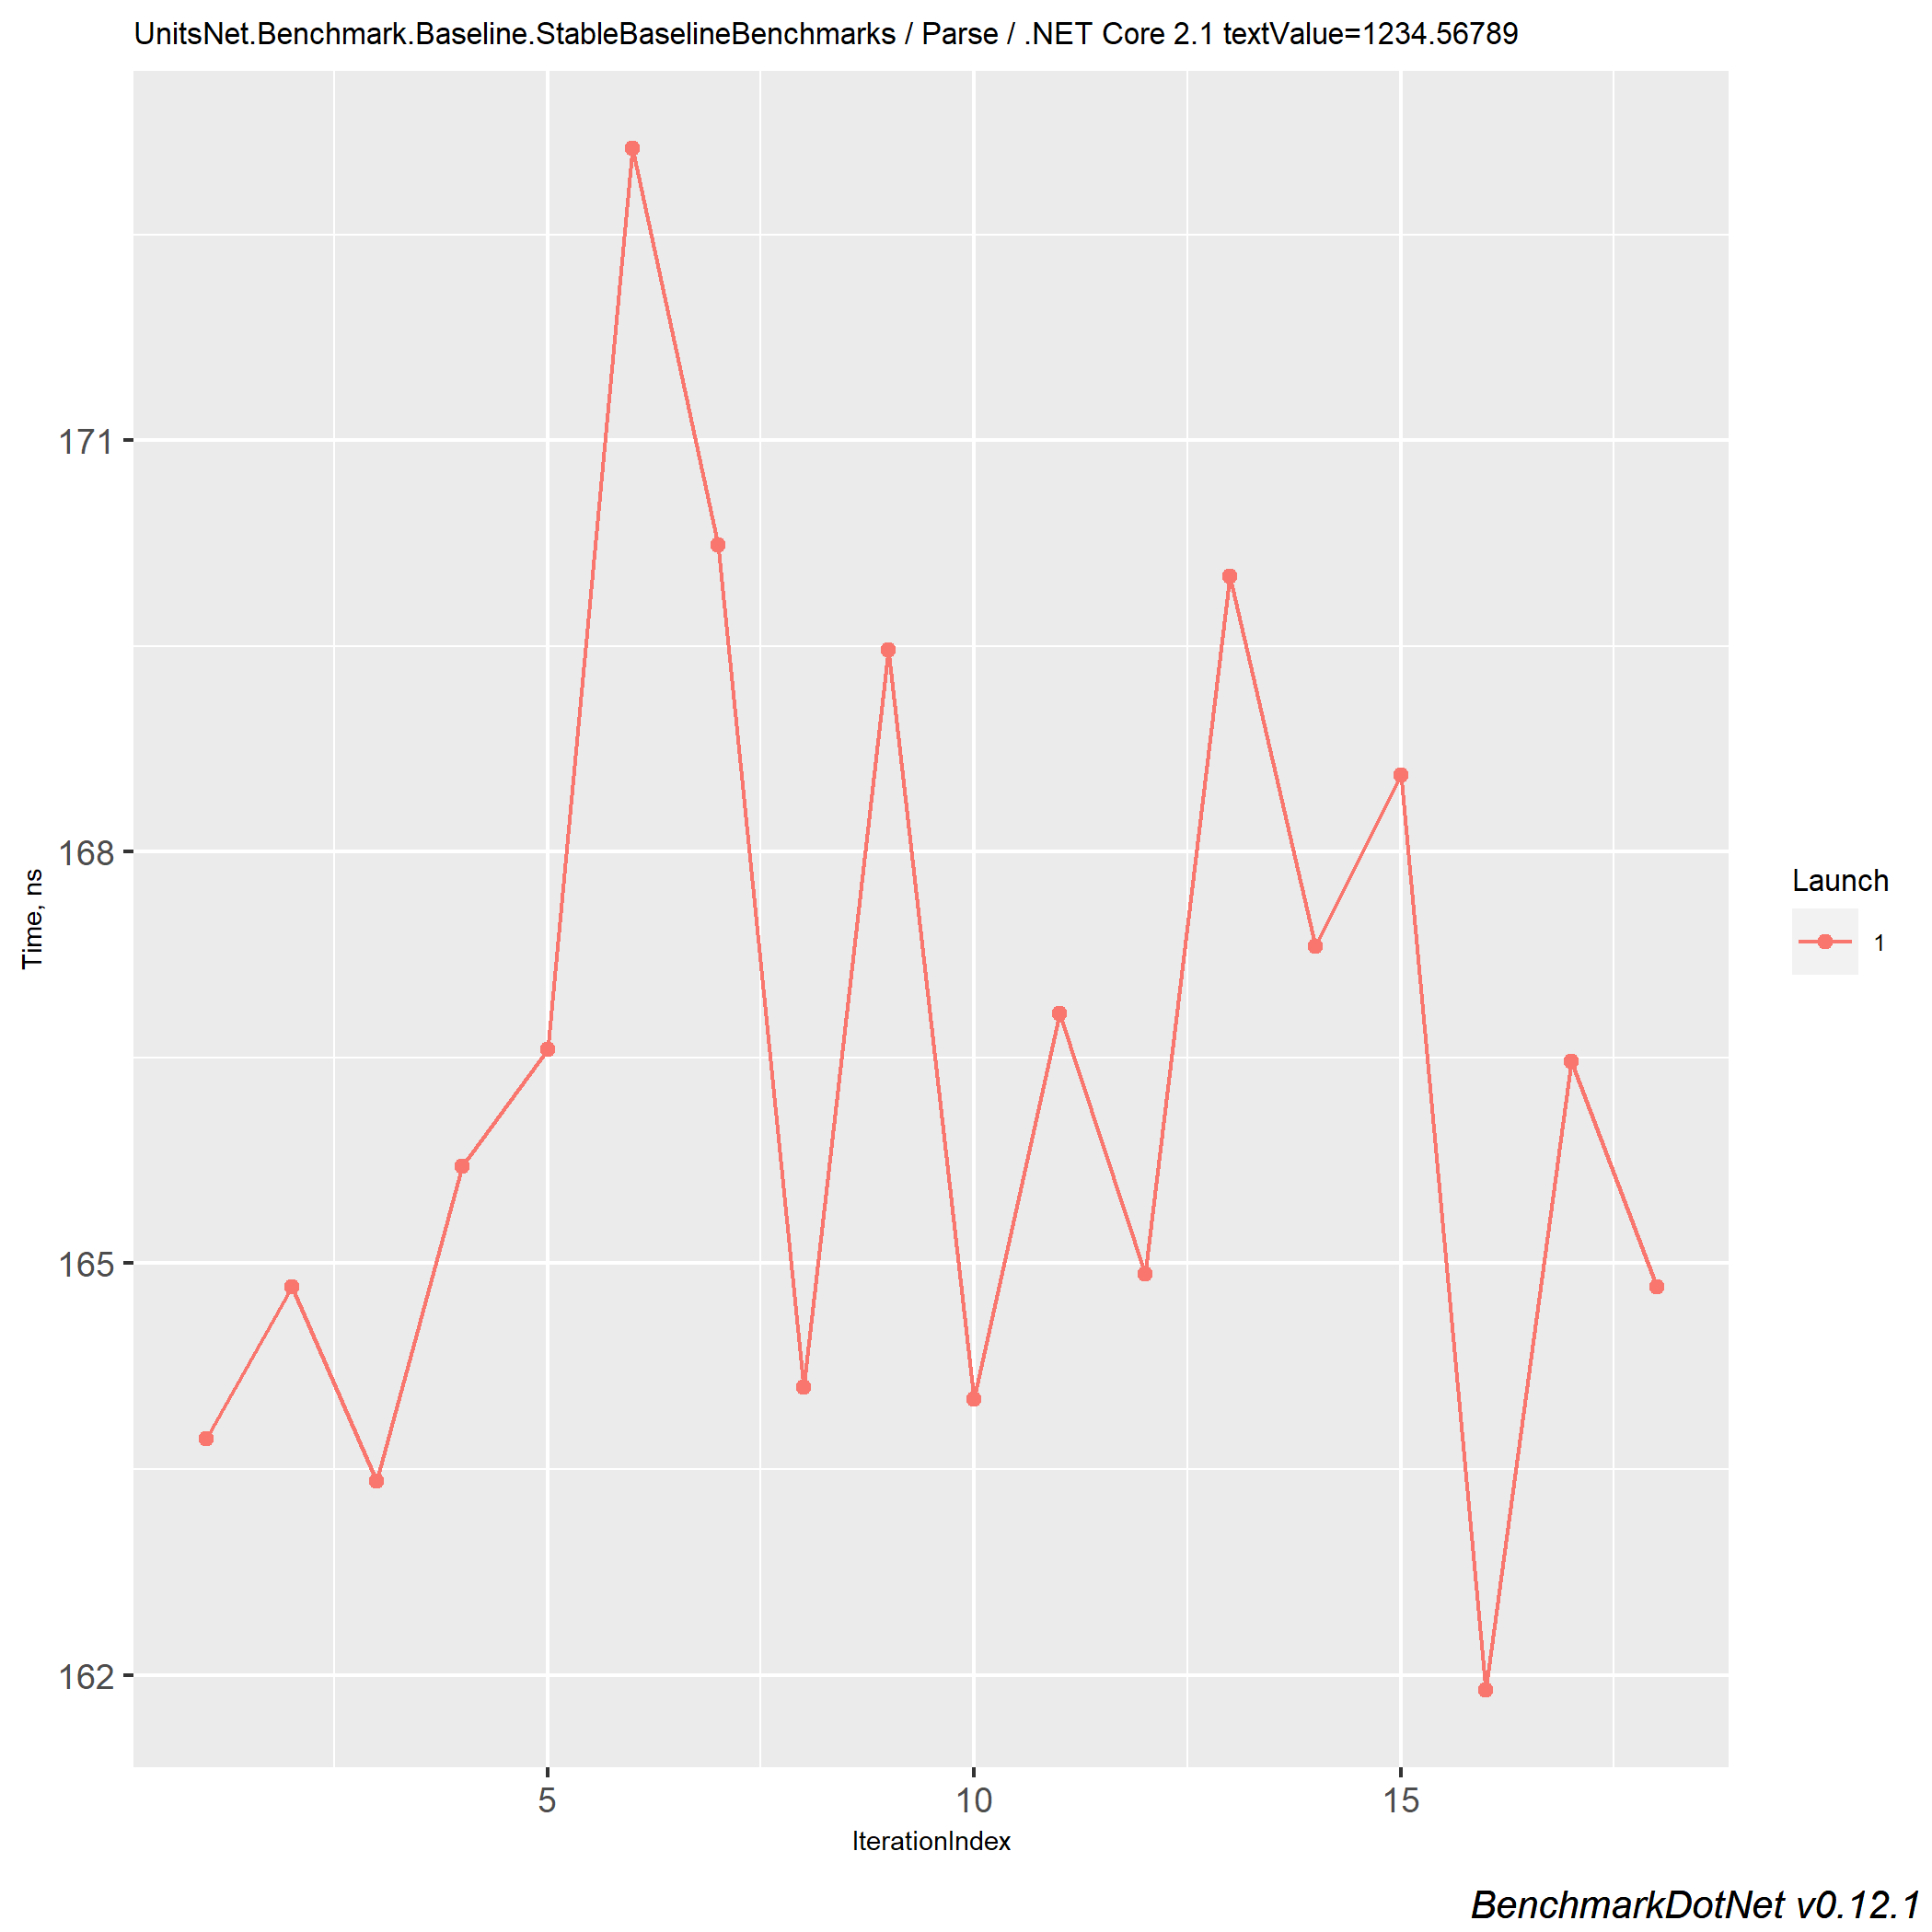 UnitsNet.Benchmark.Baseline.StableBaselineBenchmarks / Parse / .NET Core 2.1 textValue=1234.56789
171
168
165
162
Time, ns
5 10 15
IterationIndex
Launch
1
BenchmarkDotNet v0.12.1